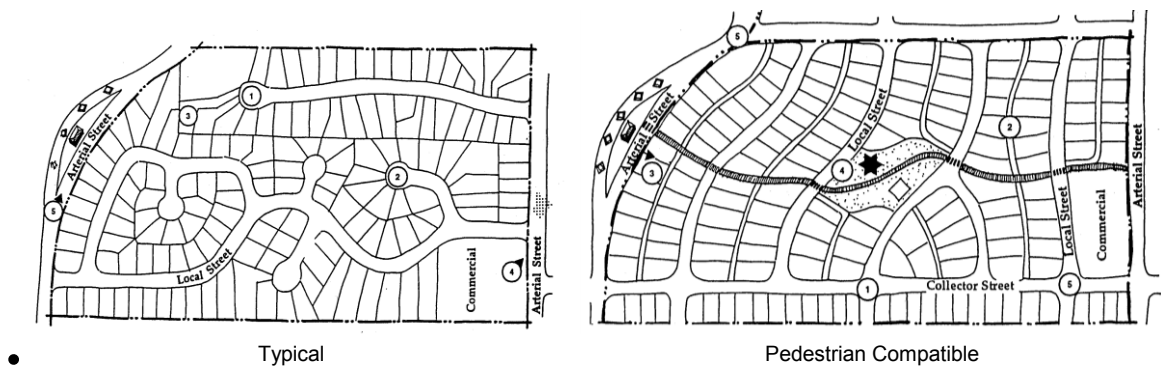 1
3
Arterial Street
2
5
Local Street
Commercial
4
Arterial Street
Typical
5
Local Street
Arterial Street
2
3
4
Arterial Street
Local Street
Commercial
1
Collector Street
5
Pedestrian Compatible